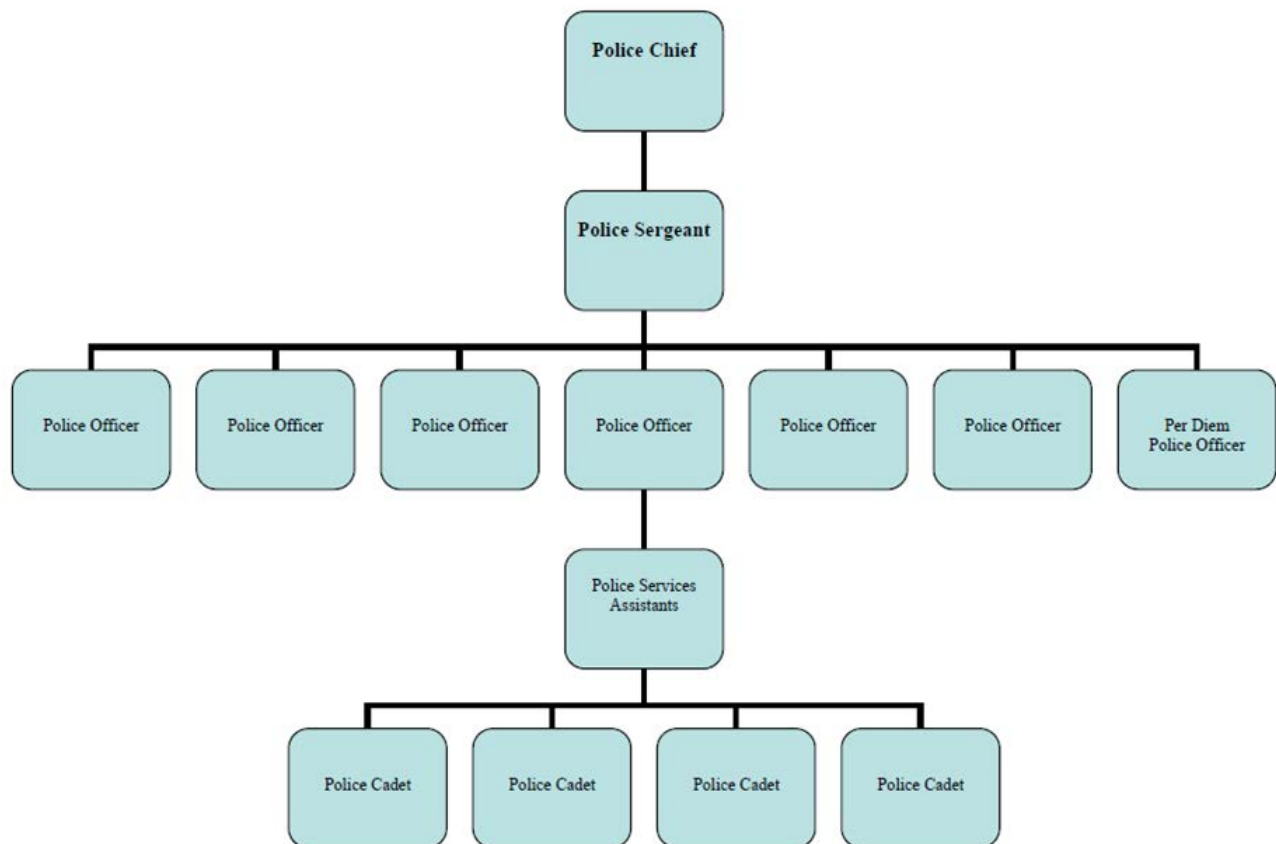 Police Chief
Police Sergeant
Police Officer
Police Officer
Police Officer
Police Officer
Police Officer
Police Officer
Per Diem
Police Officer
Police Services
Assistants
Police Cadet
Police Cadet
Police Cadet
Police Cadet